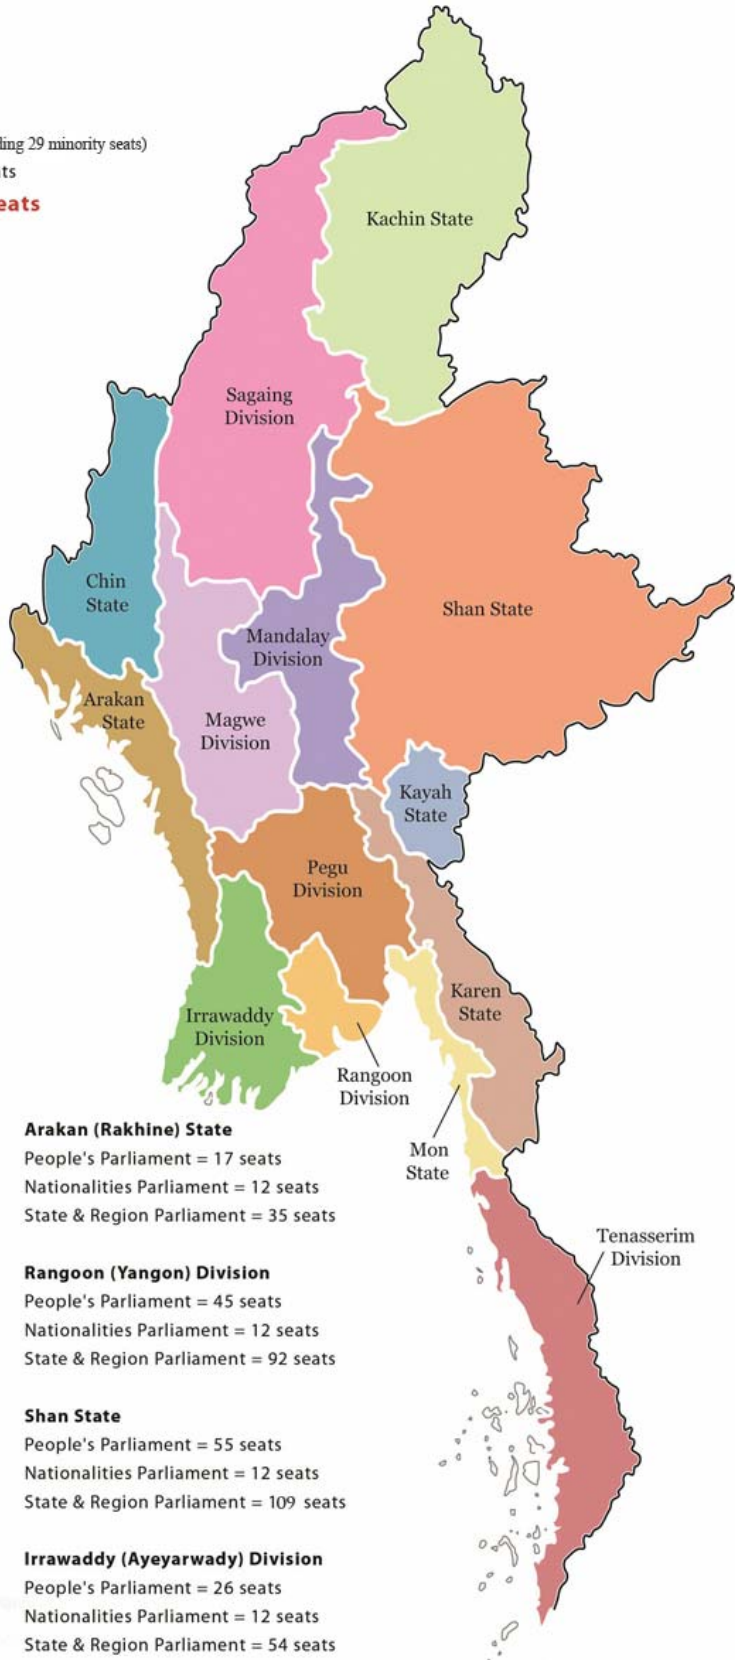 ding 29 minority seats)
ts
eats
Kachin State
Sagaing
Division
Chin
State
Shan State
Mandalay
Division
Arakan
State
Magwe
Division
Kayah
State
Pegu
Division
Karen
State
Irrawaddy
Division
Rangoon
Division
Mon
State
Tenasserim
Division
Arakan (Rakhine) State
People's Parliament = 17 seats
Nationalities Parliament = 12 seats
State & Region Parliament = 35 seats
Rangoon (Yangon) Division
People's Parliament = 45 seats
Nationalities Parliament = 12 seats
State & Region Parliament = 92 seats
Shan State
People's Parliament = 55 seats
Nationalities Parliament = 12 seats
State & Region Parliament = 109 seats
Irrawaddy (Ayeyarwady) Division
People's Parliament = 26 seats
Nationalities Parliament = 12 seats
State & Region Parliament = 54 seats